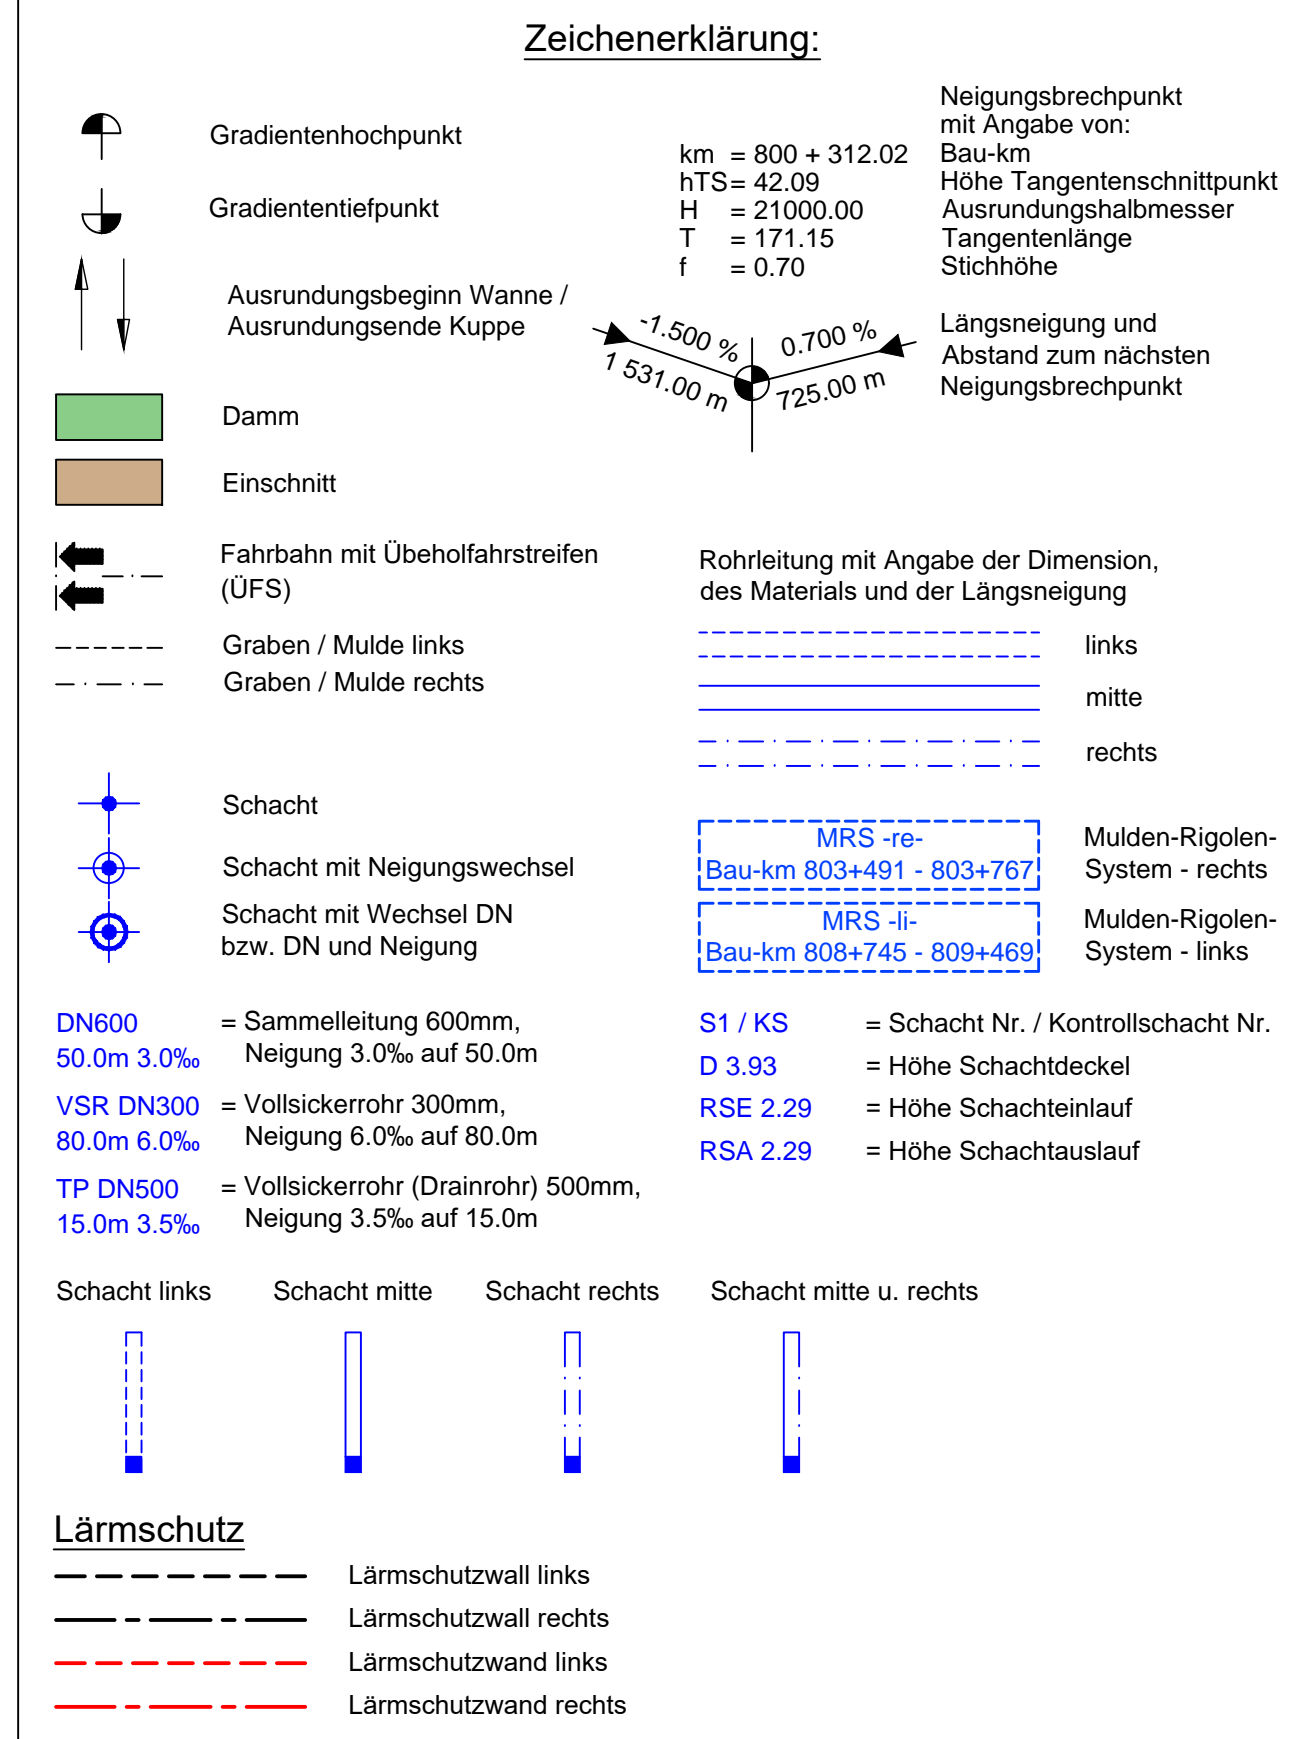 Zeichenerklärung:
Gradientenhochpunkt
Gradiententiefpunkt
Ausrundungsbeginn Wanne /
Ausrundungsende Kuppe
Neigungsbrechpunkt
mit Angabe von:
km = 800 + 312.02 Bau-km
hTS= 42.09 Höhe Tangentenschnittpunkt
H = 21000.00 Ausrundungshalbmesser
T = 171.15 Tangentenlänge
f = 0.70 Stichhöhe
-1.500 %
1 531.00 m
0.700 %
725.00 m
Längsneigung und
Abstand zum nächsten
Neigungsbrechpunkt
Damm
Einschnitt
Fahrbahn mit Übeholfahrstreifen
(ÜFS)
Graben / Mulde links
Graben / Mulde rechts
Rohrleitung mit Angabe der Dimension,
des Materials und der Längsneigung
links
mitte
rechts
Schacht
Schacht mit Neigungswechsel
Schacht mit Wechsel DN
bzw. DN und Neigung
MRS -re-
Bau-km 803+491 - 803+767
Mulden-Rigolen-
System - rechts
MRS -li-
Bau-km 808+745 - 809+469
Mulden-Rigolen-
System - links
DN600 = Sammelleitung 600mm,
50.0m 3.0‰ Neigung 3.0‰ auf 50.0m
VSR DN300 = Vollsickerrohr 300mm,
80.0m 6.0‰ Neigung 6.0‰ auf 80.0m
TP DN500 = Vollsickerrohr (Drainrohr) 500mm,
15.0m 3.5‰ Neigung 3.5‰ auf 15.0m
S1 / KS = Schacht Nr. / Kontrollschacht Nr.
D 3.93 = Höhe Schachtdeckel
RSE 2.29 = Höhe Schachteinlauf
RSA 2.29 = Höhe Schachtauslauf
Schacht links Schacht mitte Schacht rechts Schacht mitte u. rechts
Lärmschutz
Lärmschutzwall links
Lärmschutzwall rechts
Lärmschutzwand links
Lärmschutzwand rechts